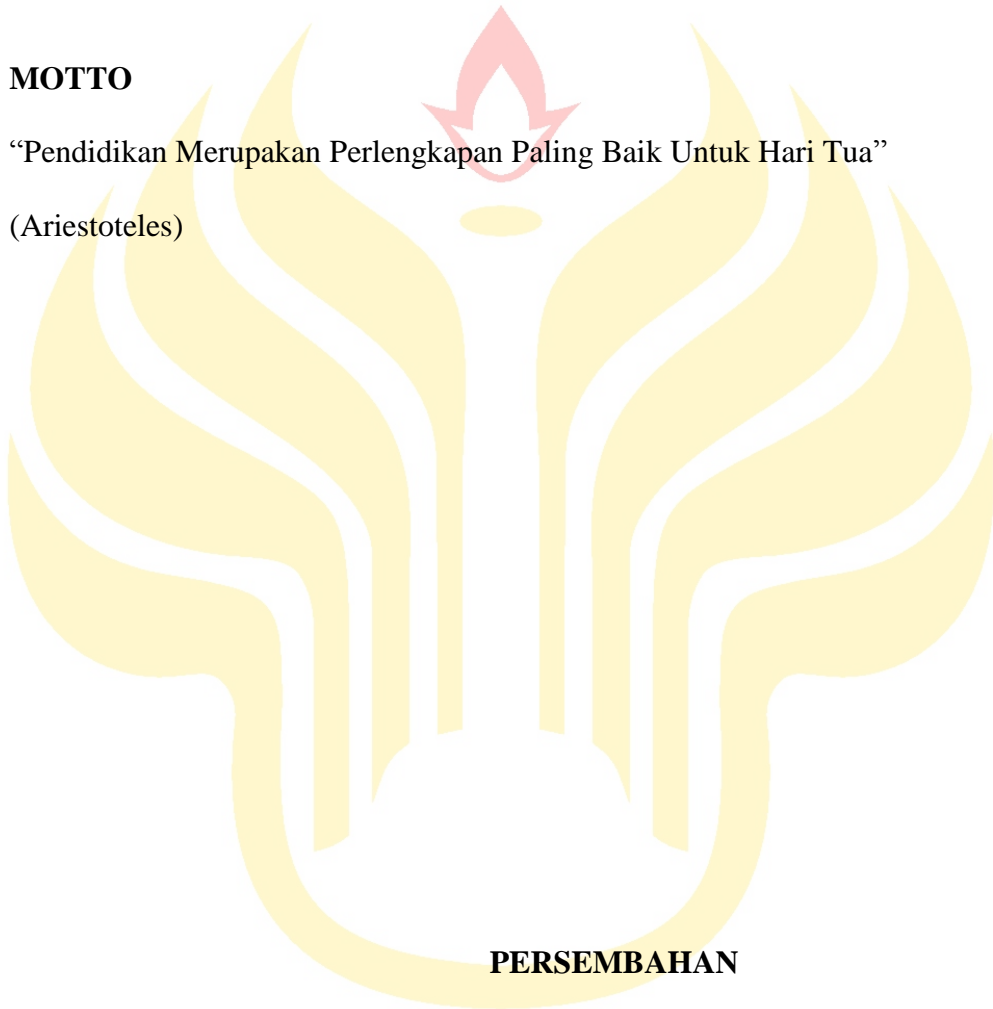 MOTTO
“Pendidikan Merupakan Perlengkapan Paling Baik Untuk Hari Tua”
(Ariestoteles)
PERSEMBAHAN